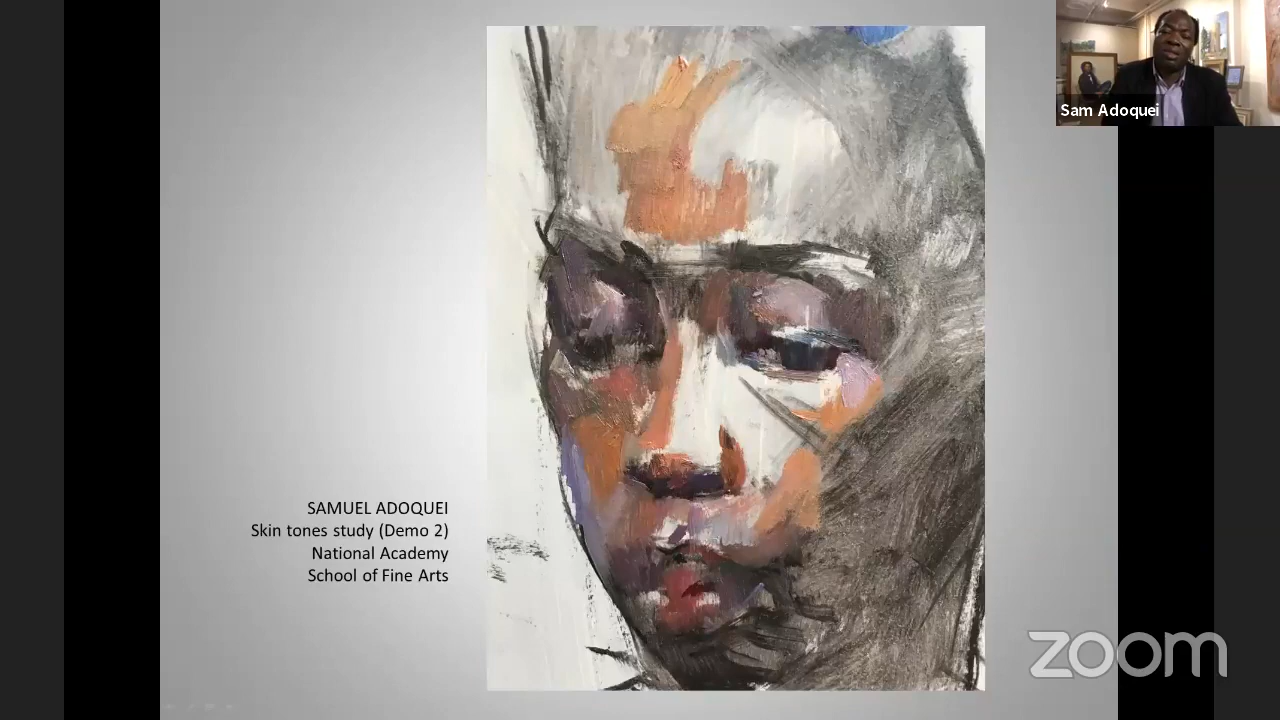 Sam Adoquei
SAMUEL ADOQUEI
Skin tones study (Demo 2)
National Academy
School of Fine Arts
zoom